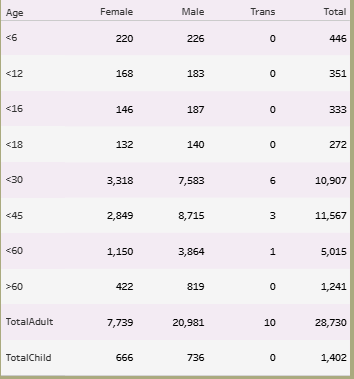 Age Female Male Trans Total
<6 220 226 0 446
<12 168 183 0 351
<16 146 187 0 333
<18 132 140 0 272
<30 3,318 7,583 6 10,907
<45 2,849 8,715 3 11,567
<60 1,150 3,864 1 5,015
>60 422 819 0 1,241
TotalAdult 7,739 20,981 10 28,730
TotalChild 666 736 0 1,402